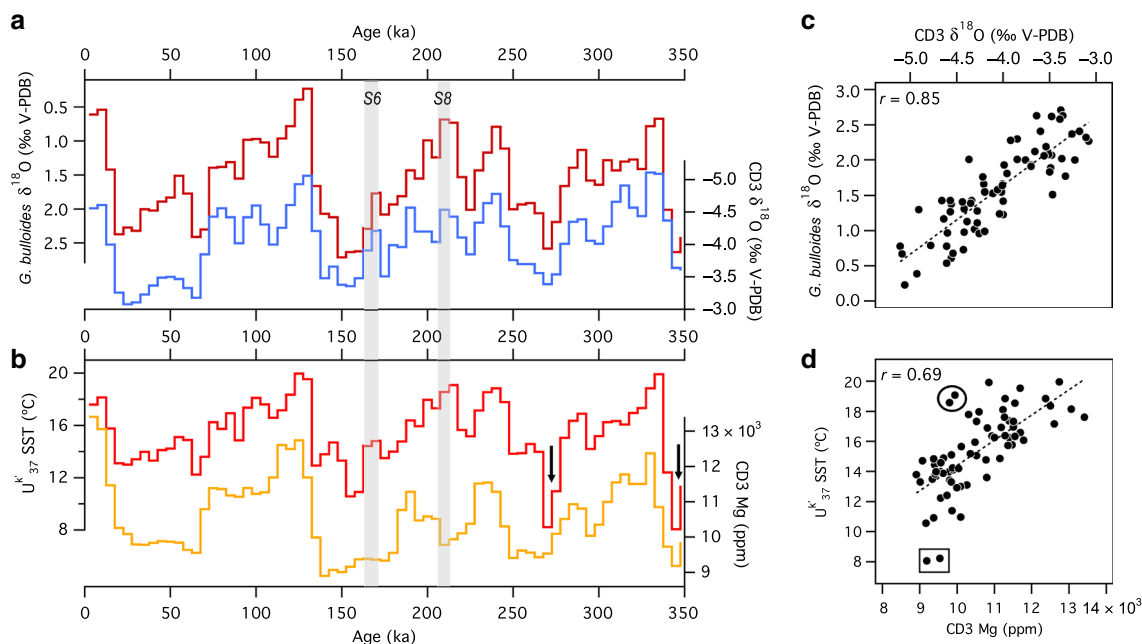 a
Age (ka)
0 50 100 150 200 250 300 350
S6 S8
0.5
1.0
1.5
2.0
2.5
G. bulloides δ¹⁸O (‰ V-PDB)
−5.0
−4.5
−4.0
−3.5
−3.0
CD3 δ¹⁸O (‰ V-PDB)
0 50 100 150 200 250 300 350
b
20
16
12
8
Uᵏ′₃₇ SST (°C)
13 × 10³
12
11
10
9
CD3 Mg (ppm)
0 50 100 150 200 250 300 350
Age (ka)
c
CD3 δ¹⁸O (‰ V-PDB)
−5.0 −4.5 −4.0 −3.5 −3.0
r = 0.85
3.0
2.5
2.0
1.5
1.0
0.5
0.0
G. bulloides δ¹⁸O (‰ V-PDB)
d
r = 0.69
20
18
16
14
12
10
8
Uᵏ′₃₇ SST (°C)
8 9 10 11 12 13 14 × 10³
CD3 Mg (ppm)